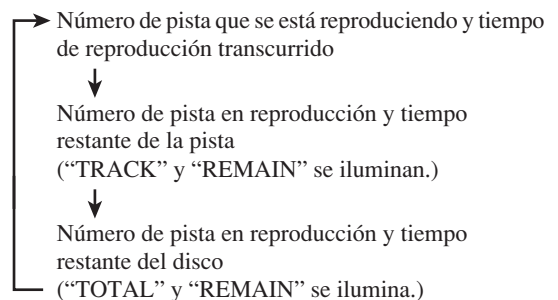 Número de pista que se está reproduciendo y tiempo
de reproducción transcurrido
Número de pista en reproducción y tiempo
restante de la pista
(“TRACK” y “REMAIN” se iluminan.)
Número de pista en reproducción y tiempo
restante del disco
(“TOTAL” y “REMAIN” se ilumina.)